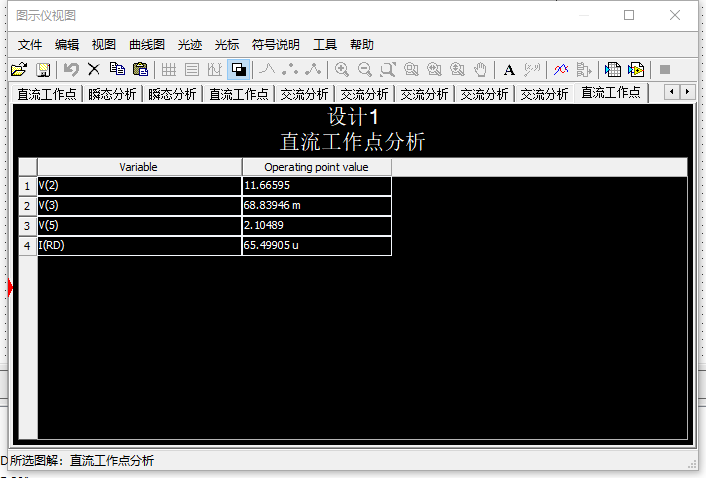 图示仪视图
文件 编辑 视图 曲线图 光迹 光标 符号说明 工具 帮助
直流工作点 瞬态分析 瞬态分析 直流工作点 交流分析 交流分析 交流分析 交流分析 交流分析 直流工作点
设计1
直流工作点分析
Variable Operating point value
1 V(2) 11.66595
2 V(3) 68.83946 m
3 V(5) 2.10489
4 I(RD) 65.49905 u
所选图解：直流工作点分析